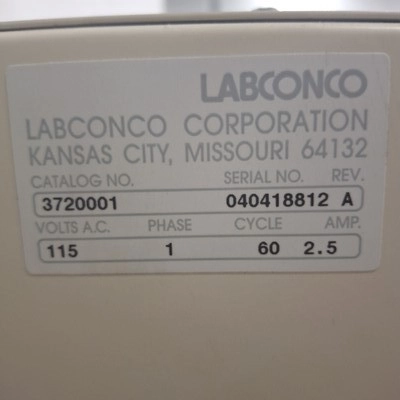 LABCONCO
LABCONCO CORPORATION
KANSAS CITY, MISSOURI 64132
CATALOG NO. SERIAL NO. REV.
3720001 040418812 A
VOLTS A.C. PHASE CYCLE AMP.
115 1 60 2.5